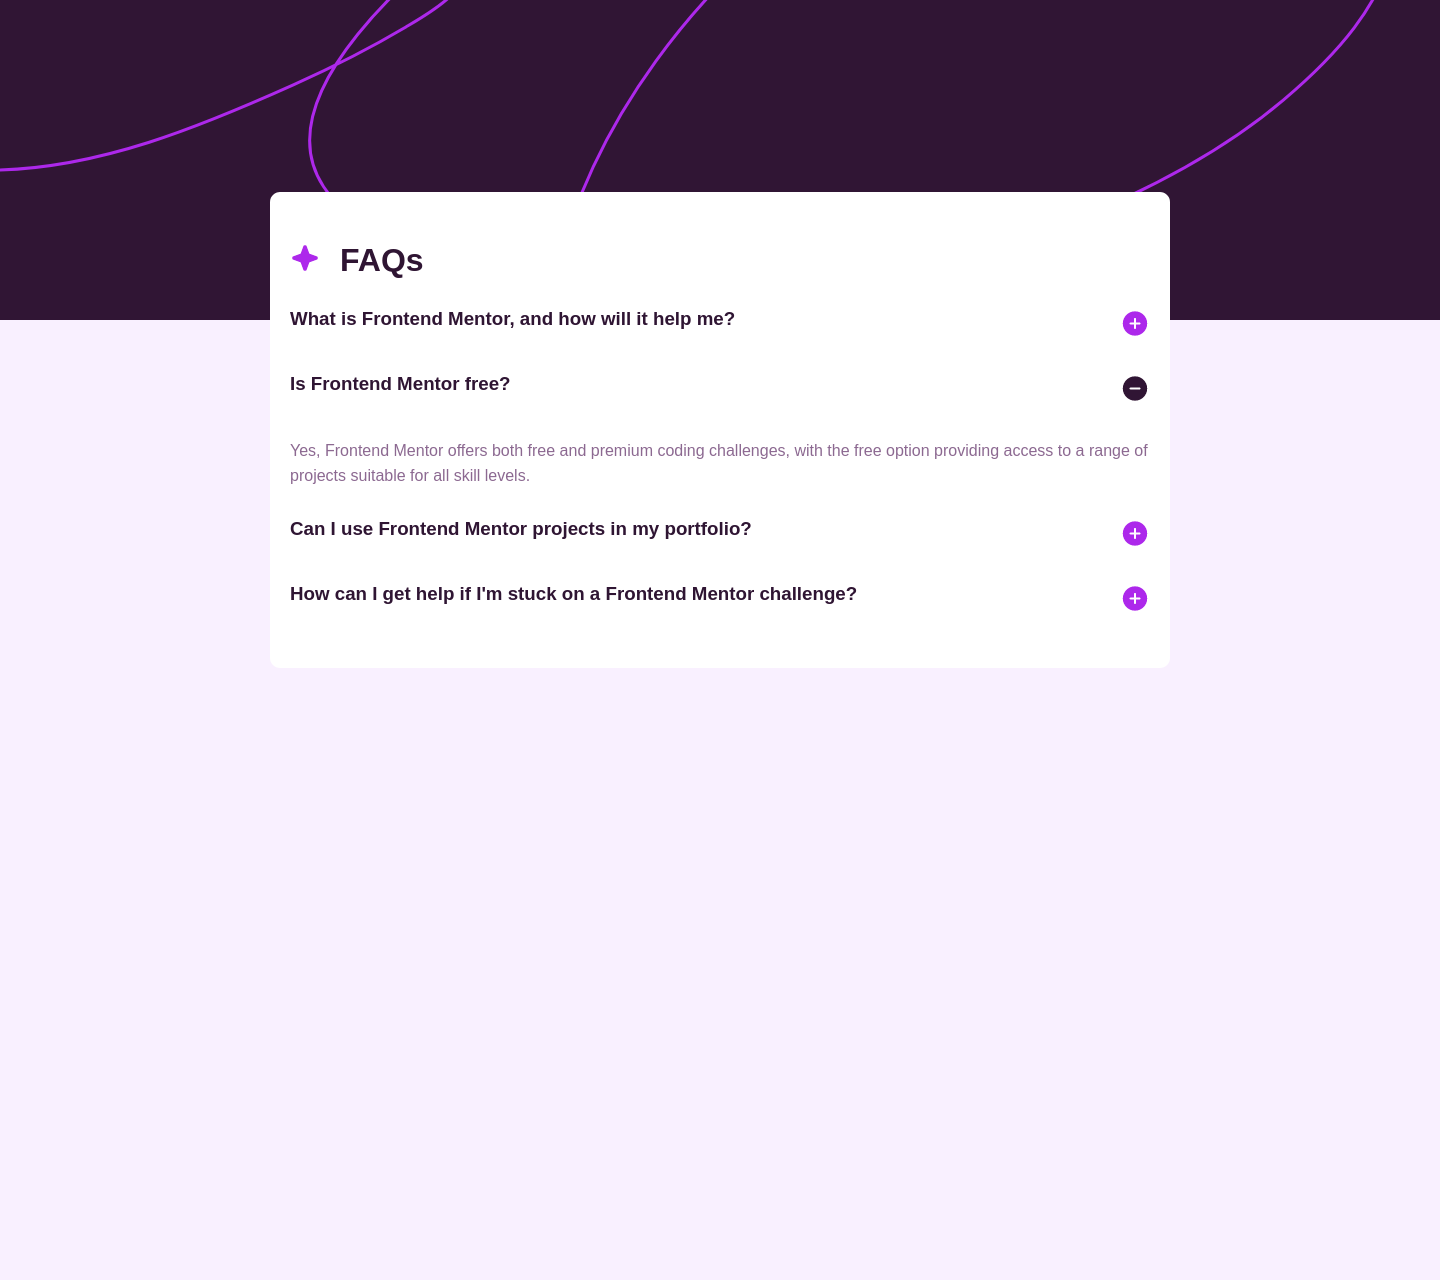 FAQs
What is Frontend Mentor, and how will it help me?
Is Frontend Mentor free?
Yes, Frontend Mentor offers both free and premium coding challenges, with the free option providing access to a range of
projects suitable for all skill levels.
Can I use Frontend Mentor projects in my portfolio?
How can I get help if I'm stuck on a Frontend Mentor challenge?